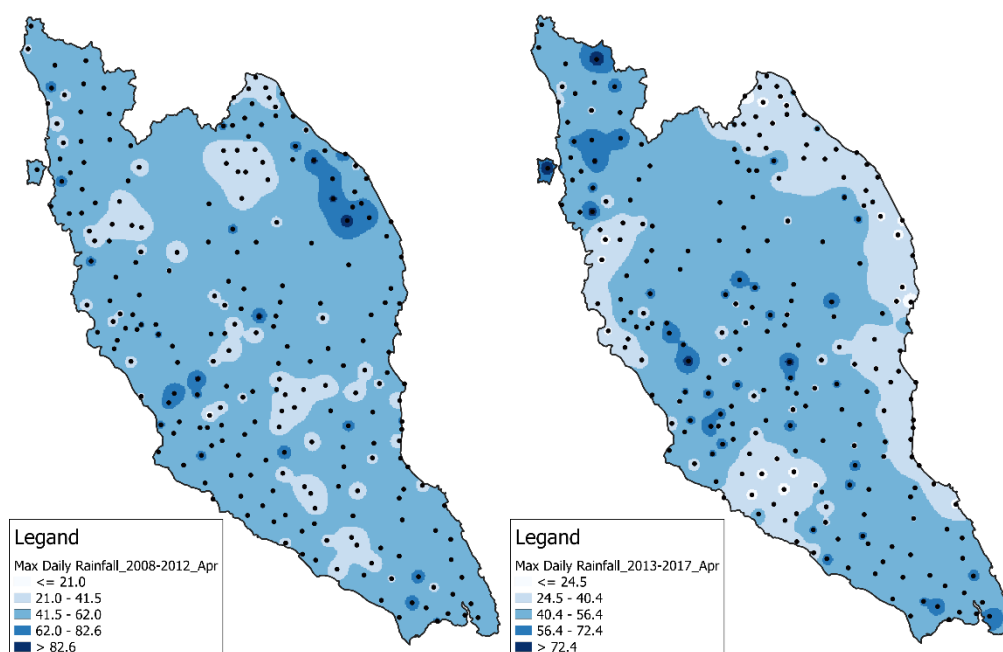 Legand
Max Daily Rainfall_2008-2012_Apr
<= 21.0
21.0 - 41.5
41.5 - 62.0
62.0 - 82.6
> 82.6
Legand
Max Daily Rainfall_2013-2017_Apr
<= 24.5
24.5 - 40.4
40.4 - 56.4
56.4 - 72.4
> 72.4